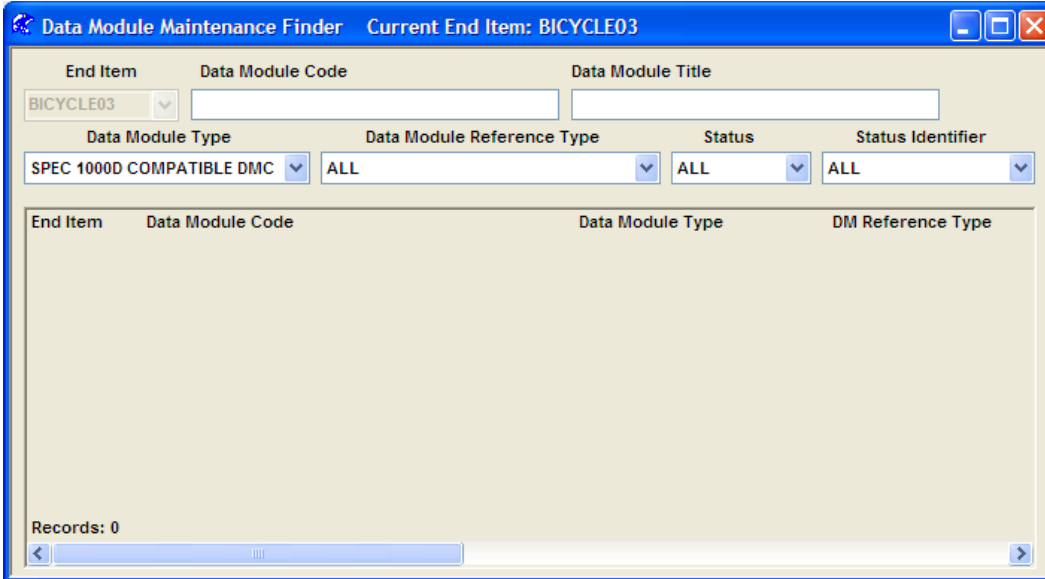 Data Module Maintenance Finder Current End Item: BICYCLE03
End Item Data Module Code Data Module Title
BICYCLE03
Data Module Type Data Module Reference Type Status Status Identifier
SPEC 1000D COMPATIBLE DMC ALL ALL ALL
End Item Data Module Code Data Module Type DM Reference Type
Records: 0